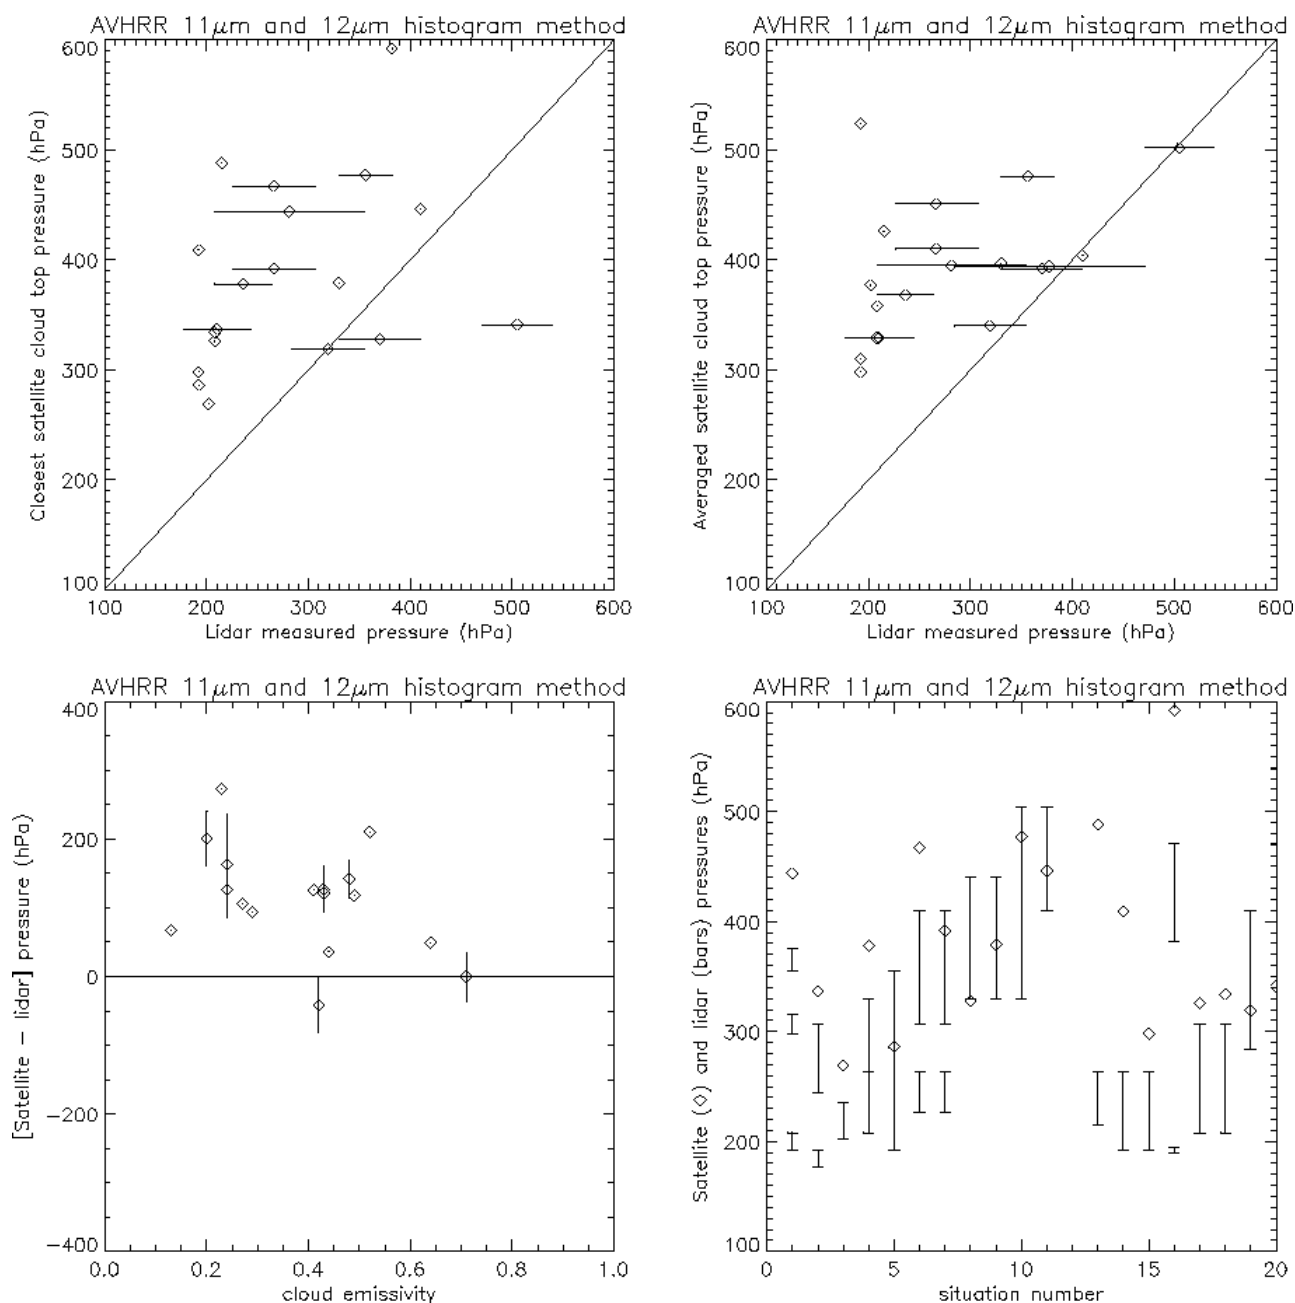 AVHRR 11μm and 12μm histogram method
Closest satellite cloud top pressure (hPa)
600
500
400
300
200
100
100 200 300 400 500 600
Lidar measured pressure (hPa)
AVHRR 11μm and 12μm histogram method
Averaged satellite cloud top pressure (hPa)
600
500
400
300
200
100
100 200 300 400 500 600
Lidar measured pressure (hPa)
AVHRR 11μm and 12μm histogram method
[Satellite – lidar] pressure (hPa)
400
200
0
−200
−400
0.0 0.2 0.4 0.6 0.8 1.0
cloud emissivity
AVHRR 11μm and 12μm histogram method
Satellite (◇) and lidar (bars) pressures (hPa)
600
500
400
300
200
100
0 5 10 15 20
situation number